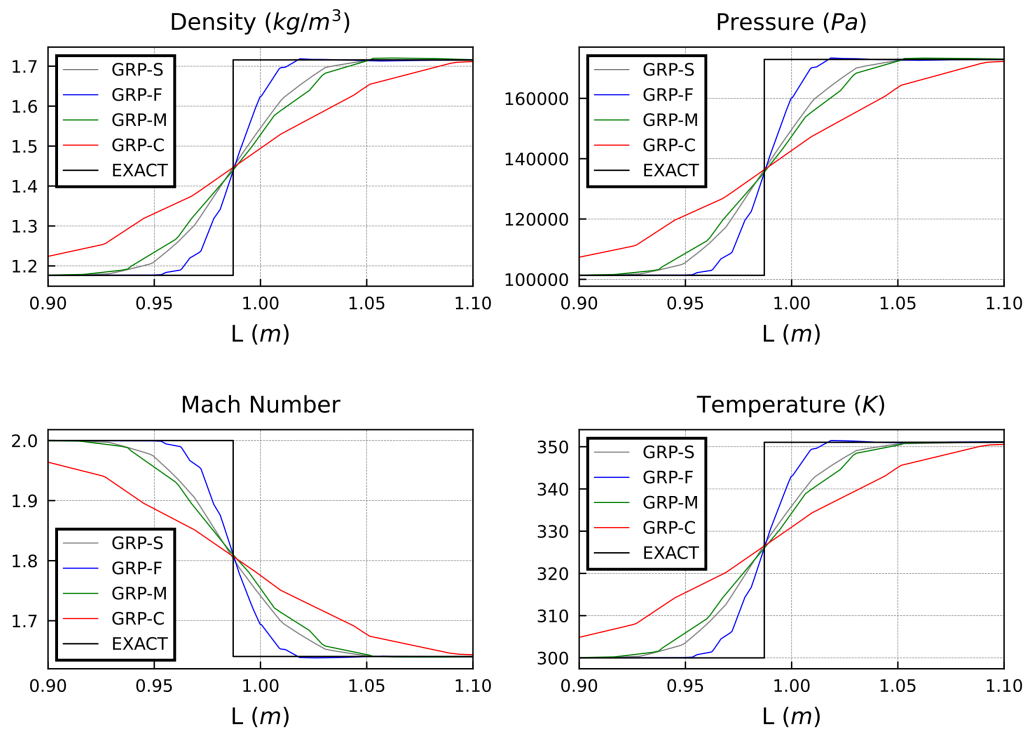 Density (kg/m³)
GRP-S
GRP-F
GRP-M
GRP-C
EXACT
1.7
1.6
1.5
1.4
1.3
1.2
0.90 0.95 1.00 1.05 1.10
L (m)
Pressure (Pa)
GRP-S
GRP-F
GRP-M
GRP-C
EXACT
160000
140000
120000
100000
0.90 0.95 1.00 1.05 1.10
L (m)
Mach Number
2.0
1.9
1.8
1.7
GRP-S
GRP-F
GRP-M
GRP-C
EXACT
0.90 0.95 1.00 1.05 1.10
L (m)
Temperature (K)
GRP-S
GRP-F
GRP-M
GRP-C
EXACT
350
340
330
320
310
300
0.90 0.95 1.00 1.05 1.10
L (m)